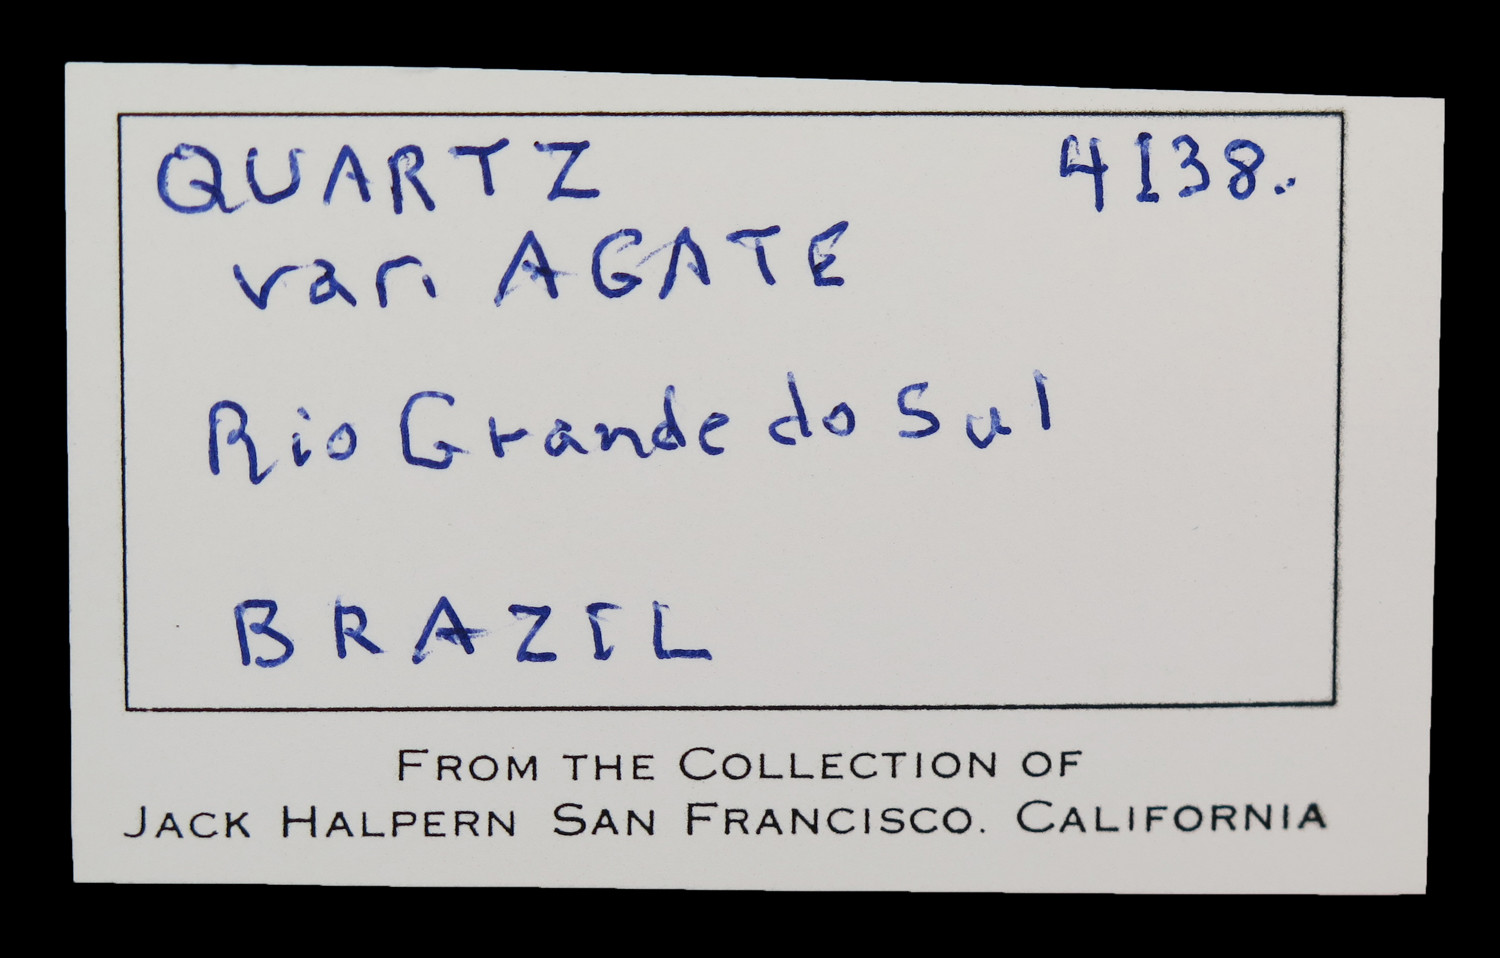 QUARTZ 4138.
var. AGATE
Rio Grande do Sul
BRAZIL
FROM THE COLLECTION OF
JACK HALPERN SAN FRANCISCO. CALIFORNIA